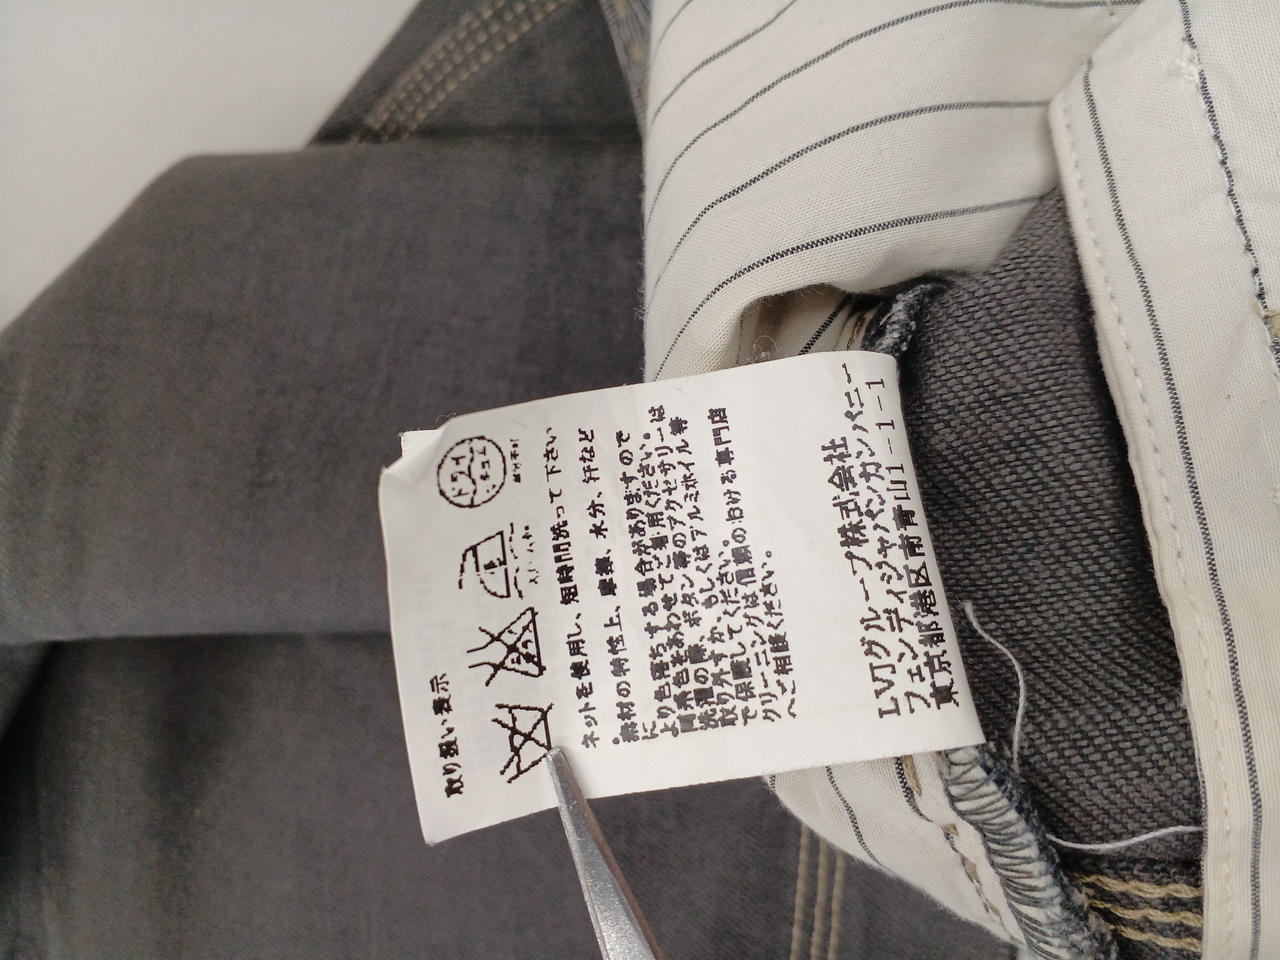 取り扱い表示
ドライ
ネットを使用し、短時間洗って下さい
*素材の特性上、摩擦、水分、汗など
により色落ちする場合がありますので
同系色をあわせてご着用ください。
洗濯の際、ボタン等のアクセサリーは
取り外すか、もしくはアルミホイル等
で保護してください。
クリーニングは信頼のおける専門店
へご相談ください。
LVJグループ株式会社
フェンディジャパンカンパニー
東京都港区南青山1-1-1